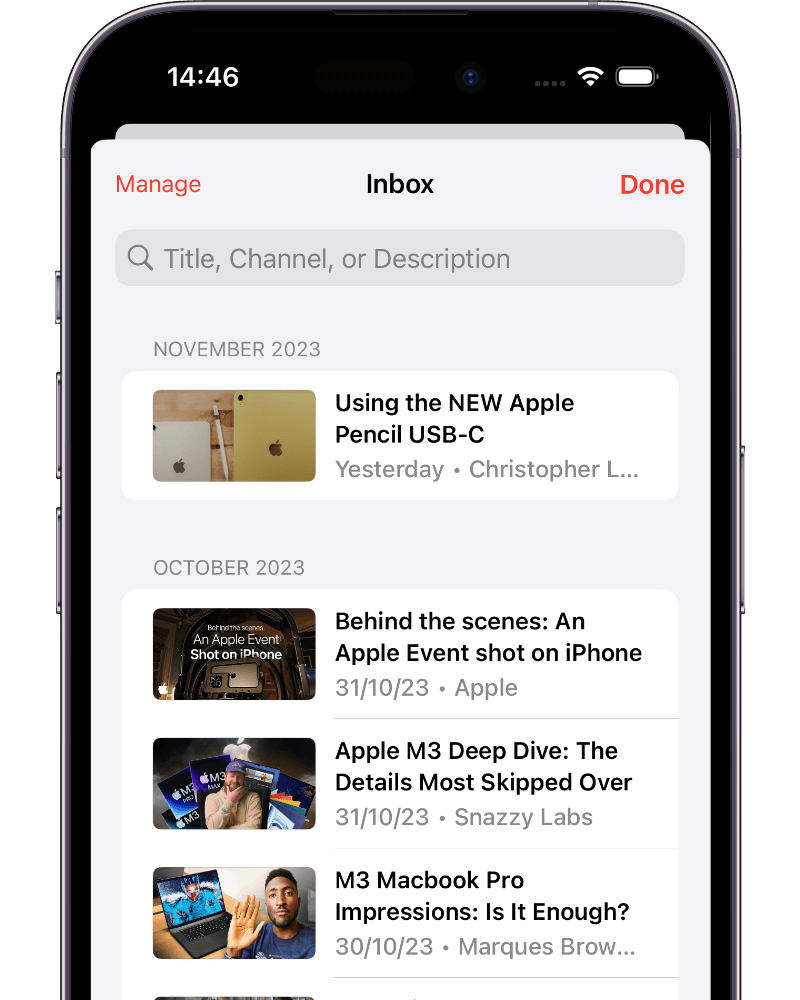 14:46
Manage
Inbox
Done
Title, Channel, or Description
NOVEMBER 2023
Using the NEW Apple
Pencil USB-C
Yesterday • Christopher L...
OCTOBER 2023
Behind the scenes:
An Apple Event
Shot on iPhone
Behind the scenes: An
Apple Event shot on iPhone
31/10/23 • Apple
M3
PRO
M3
MAX
M3
Apple M3 Deep Dive: The
Details Most Skipped Over
31/10/23 • Snazzy Labs
M3 Macbook Pro
Impressions: Is It Enough?
30/10/23 • Marques Brow...